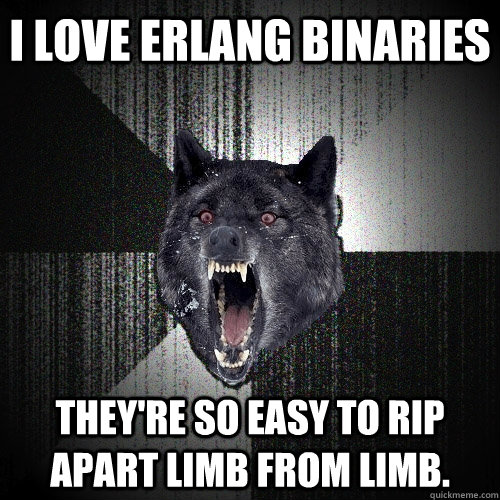 I LOVE ERLANG BINARIES
THEY'RE SO EASY TO RIP
APART LIMB FROM LIMB.
quickmeme.com